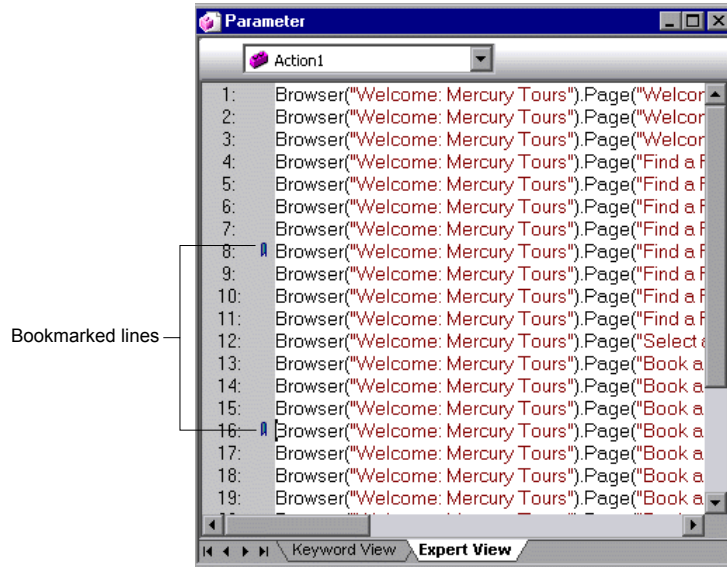 Parameter
Action1
1: Browser("Welcome: Mercury Tours").Page("Welcor
2: Browser("Welcome: Mercury Tours").Page("Welcor
3: Browser("Welcome: Mercury Tours").Page("Welcor
4: Browser("Welcome: Mercury Tours").Page("Find a F
5: Browser("Welcome: Mercury Tours").Page("Find a F
6: Browser("Welcome: Mercury Tours").Page("Find a F
7: Browser("Welcome: Mercury Tours").Page("Find a F
8: Browser("Welcome: Mercury Tours").Page("Find a F
9: Browser("Welcome: Mercury Tours").Page("Find a F
10: Browser("Welcome: Mercury Tours").Page("Find a F
11: Browser("Welcome: Mercury Tours").Page("Find a F
Bookmarked lines
12: Browser("Welcome: Mercury Tours").Page("Select a
13: Browser("Welcome: Mercury Tours").Page("Book a
14: Browser("Welcome: Mercury Tours").Page("Book a
15: Browser("Welcome: Mercury Tours").Page("Book a
16: Browser("Welcome: Mercury Tours").Page("Book a
17: Browser("Welcome: Mercury Tours").Page("Book a
18: Browser("Welcome: Mercury Tours").Page("Book a
19: Browser("Welcome: Mercury Tours").Page("Book a
Keyword View Expert View